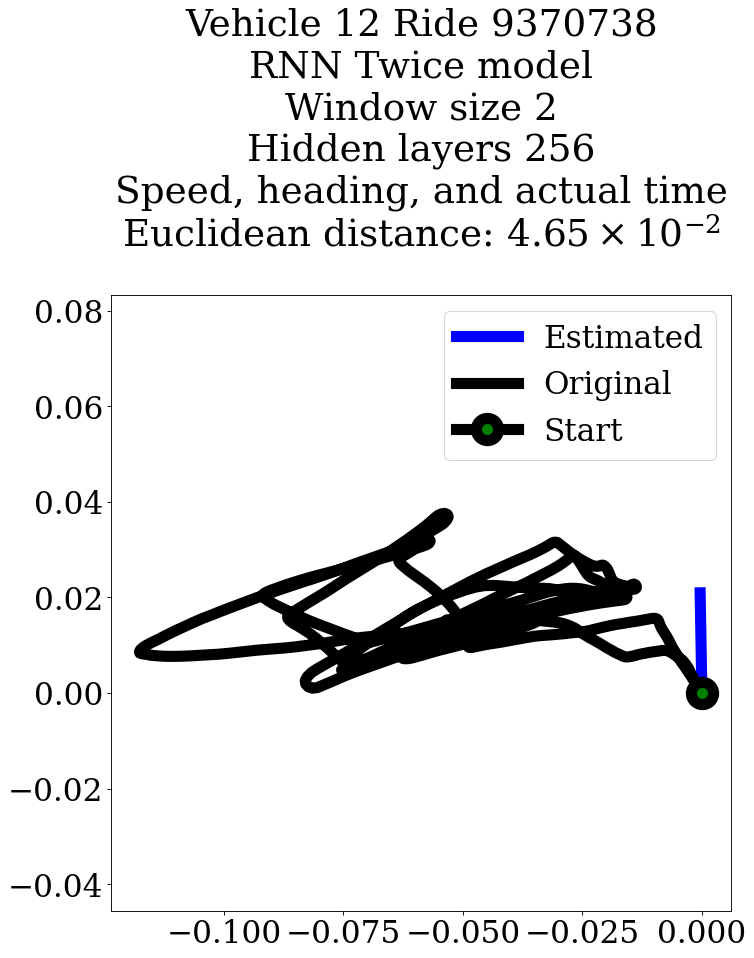 Vehicle 12 Ride 9370738
RNN Twice model
Window size 2
Hidden layers 256
Speed, heading, and actual time
Euclidean distance: 4.65 × 10⁻²
Estimated
Original
Start
0.08
0.06
0.04
0.02
0.00
−0.02
−0.04
−0.100 −0.075 −0.050 −0.025 0.000